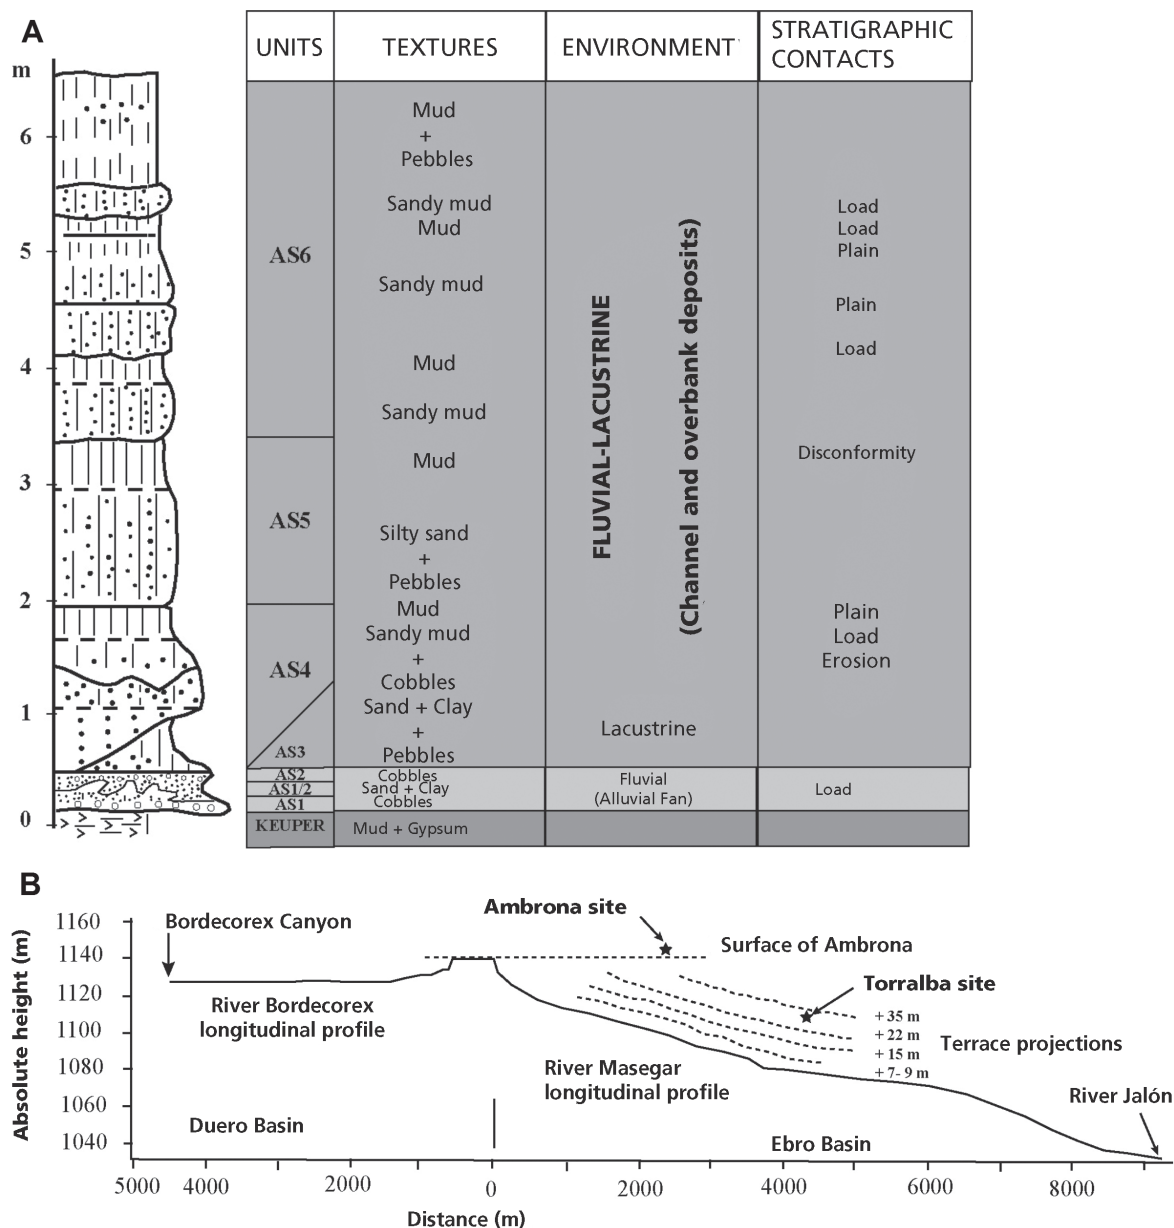 A
m
6
5
4
3
2
1
0
UNITS
TEXTURES
ENVIRONMENT
STRATIGRAPHIC
CONTACTS
AS6
AS5
AS4
AS3
AS2
AS1/2
AS1
KEUPER
Mud
+
Pebbles
Sandy mud
Mud
Sandy mud
Mud
Sandy mud
Mud
Silty sand
+
Pebbles
Mud
Sandy mud
+
Cobbles
Sand + Clay
+
Pebbles
Cobbles
Sand + Clay
Cobbles
Mud + Gypsum
FLUVIAL-LACUSTRINE
(Channel and overbank deposits)
Lacustrine
Fluvial
(Alluvial Fan)
Load
Load
Plain
Plain
Load
Disconformity
Plain
Load
Erosion
Load
B
Absolute height (m)
1160
1140
1120
1100
1080
1060
1040
Bordecorex Canyon
River Bordecorex
longitudinal profile
Duero Basin
Ambrona site
Surface of Ambrona
Torralba site
+ 35 m
+ 22 m
+ 15 m
+ 7- 9 m
Terrace projections
River Masegar
longitudinal profile
River Jalón
Ebro Basin
5000
4000
2000
0
2000
4000
6000
8000
Distance (m)